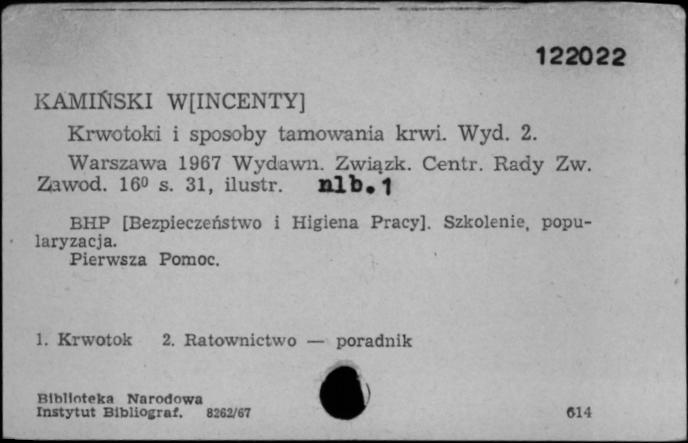 122022
KAMIŃSKI W[INCENTY]
Krwotoki i sposoby tamowania krwi. Wyd. 2.
Warszawa 1967 Wydawn. Związk. Centr. Rady Zw.
Zawod. 16⁰ s. 31, ilustr. nlb. 1
BHP [Bezpieczeństwo i Higiena Pracy]. Szkolenie, popu-
laryzacja.
Pierwsza Pomoc.
1. Krwotok 2. Ratownictwo — poradnik
Biblioteka Narodowa
Instytut Bibliograf. 8262/67 614